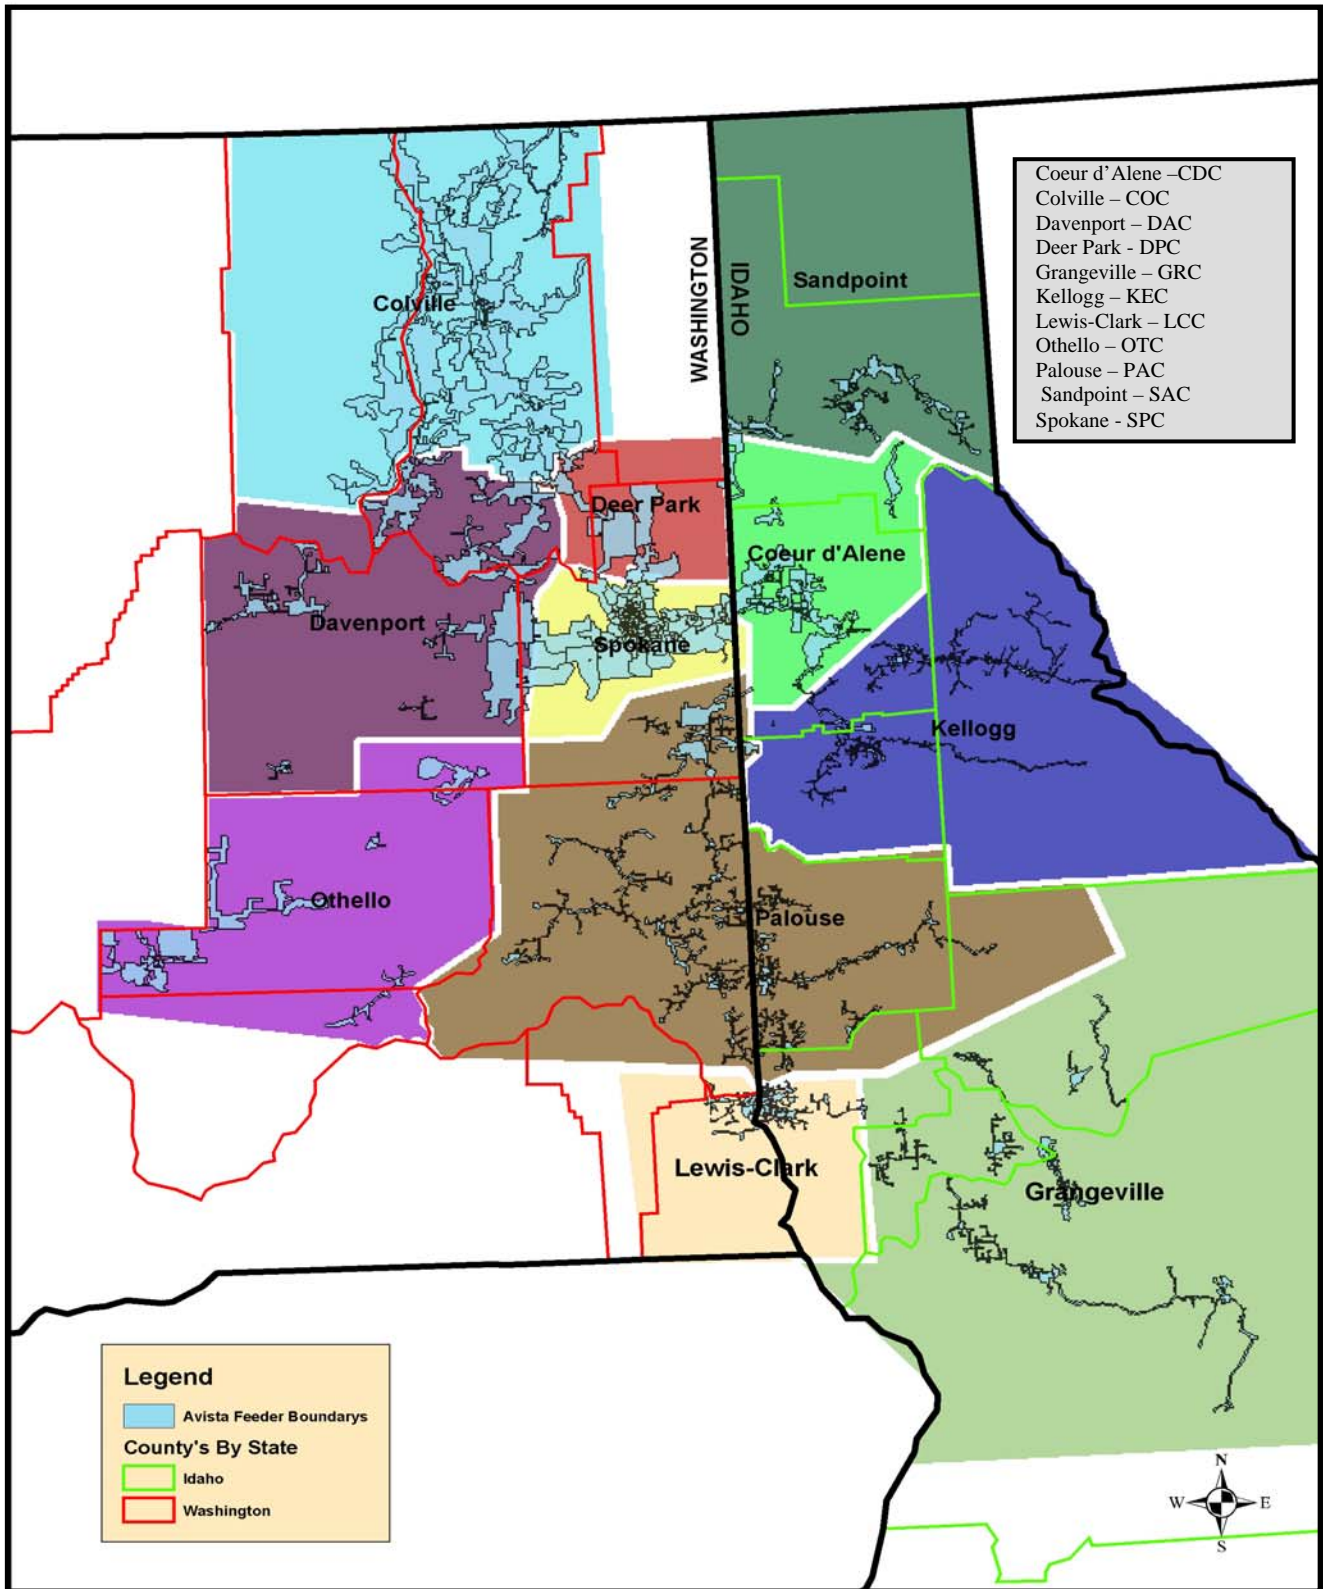 Coeur d'Alene –CDC
Colville – COC
Davenport – DAC
Deer Park - DPC
Grangeville – GRC
Kellogg – KEC
Lewis-Clark – LCC
Othello – OTC
Palouse – PAC
Sandpoint – SAC
Spokane - SPC
WASHINGTON
IDAHO
Sandpoint
Colville
Deer Park
Coeur d'Alene
Davenport
Spokane
Kellogg
Othello
Palouse
Lewis-Clark
Grangeville
Legend
Avista Feeder Boundarys
County's By State
Idaho
Washington
N
W E
S